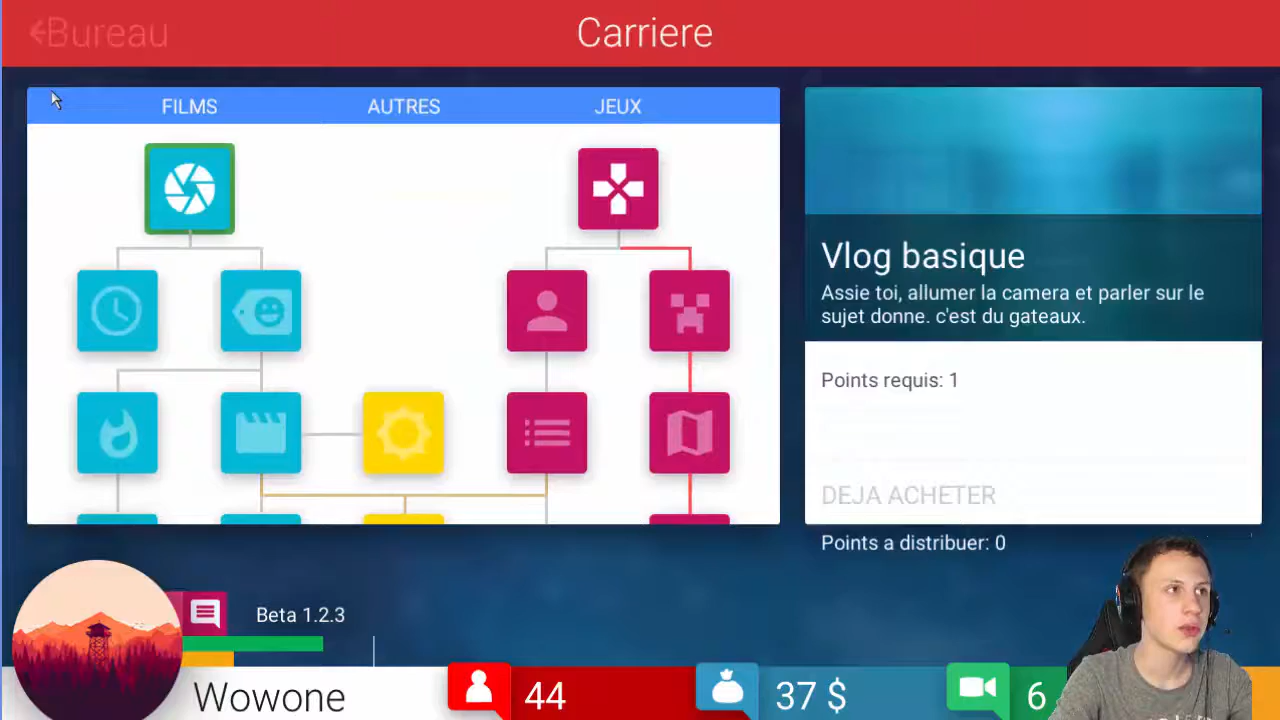 Bureau
Carriere
FILMS
AUTRES
JEUX
Vlog basique
Assie toi, allumer la camera et parler sur le
sujet donne. c'est du gateaux.
Points requis: 1
DEJA ACHETER
Points a distribuer: 0
Beta 1.2.3
Wowone
44
37 $
6